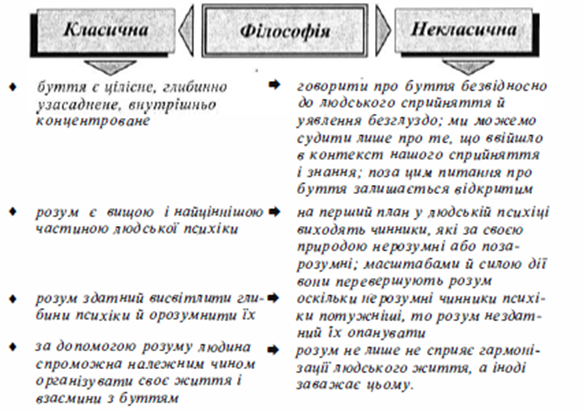 Класична
Філософія
Некласична
буття є цілісне, глибинно
узасаднене, внутрішньо
концентроване
говорити про буття безвідносно
до людського сприйняття й
уявлення безглуздо; ми можемо
судити лише про те, що ввійшло
в контекст нашого сприйняття
і знання; поза цим питання про
буття залишається відкритим
розум є вищою і найціннішою
частиною людської психіки
на перший план у людській психіці
виходять чинники, які за своєю
природою нерозумні або поза-
розумні; масштабами й силою дії
вони перевершують розум
розум здатний висвітлити гли-
бини психіки й орозумнити їх
оскільки нерозумні чинники психі-
ки потужніші, то розум нездат-
ний їх опанувати
за допомогою розуму людина
спроможна належним чином
організувати своє життя і
взаємини з буттям
розум не лише не сприяє гармоні-
зації людського життя, а іноді
заважає цьому.